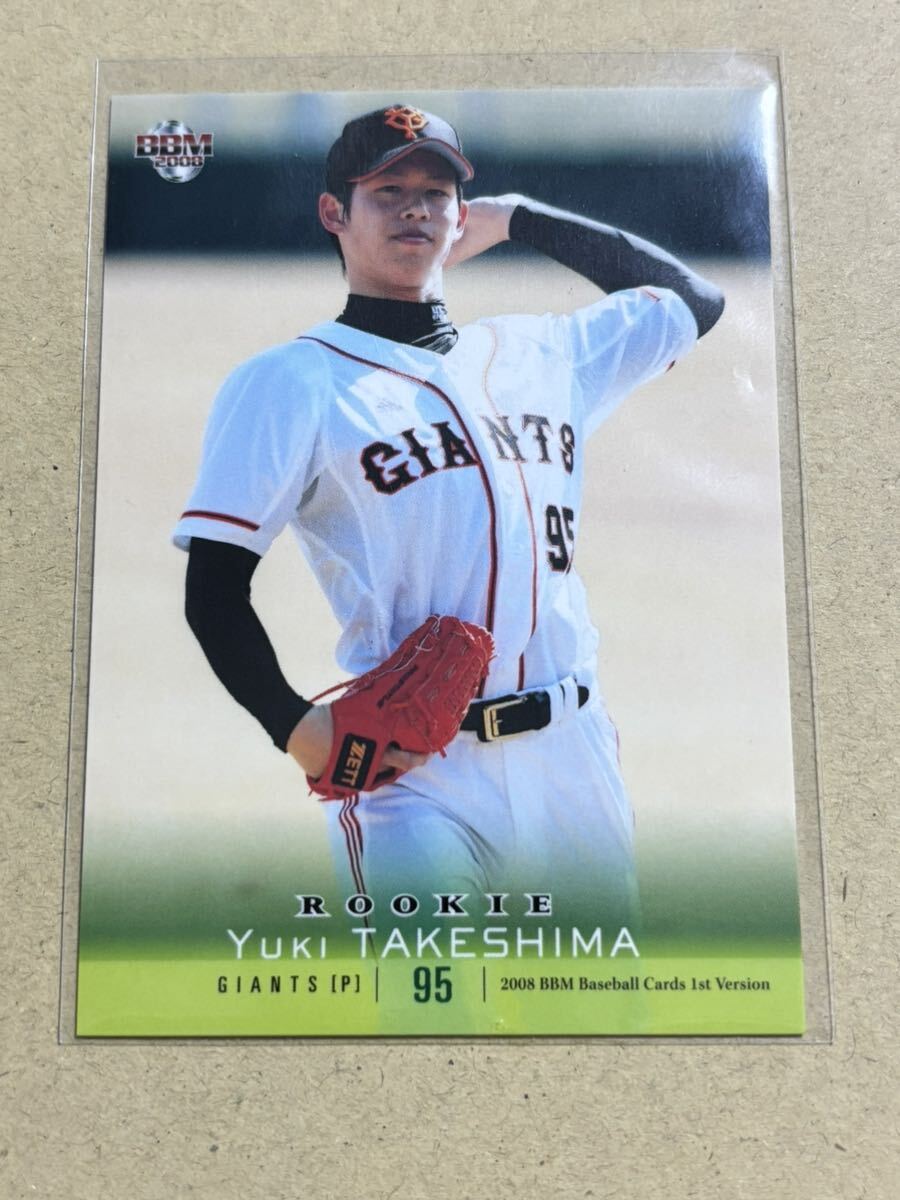 BBM
2008
GIANTS
95
ZETT
ROOKIE
YUKI TAKESHIMA
GIANTS [P] 95 2008 BBM Baseball Cards 1st Version